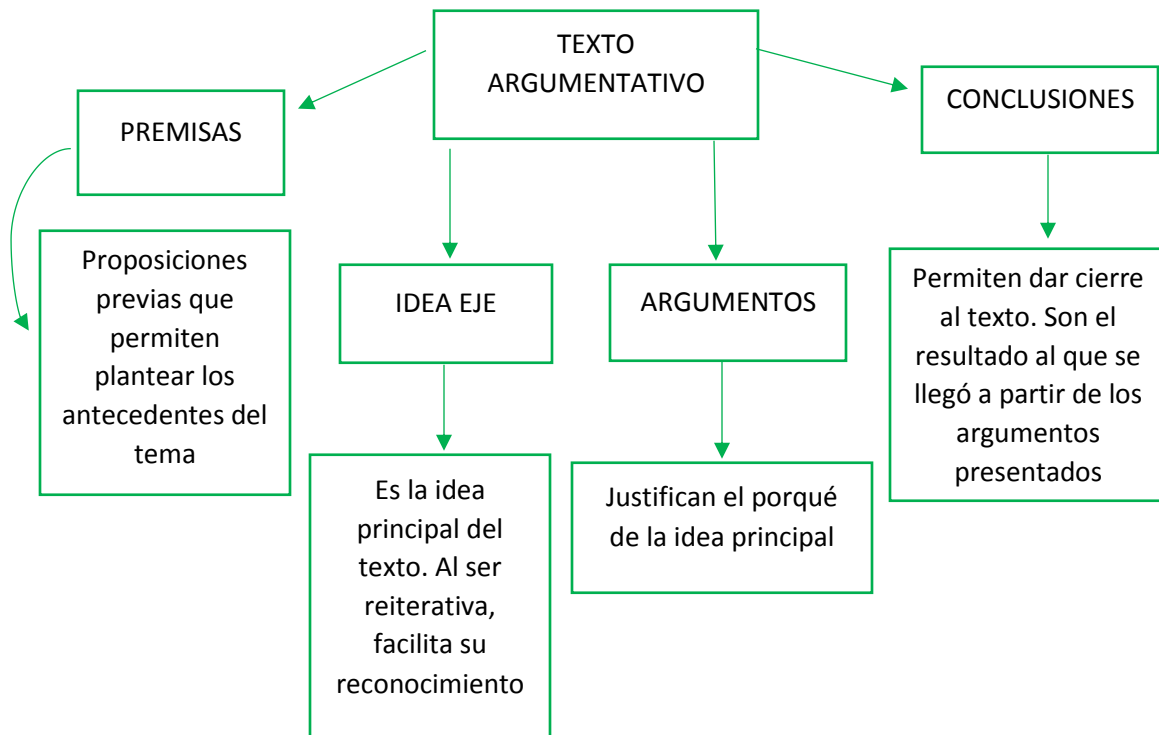 TEXTO
ARGUMENTATIVO
PREMISAS
CONCLUSIONES
Proposiciones
previas que
permiten
plantear los
antecedentes del
tema
IDEA EJE
ARGUMENTOS
Permiten dar cierre
al texto. Son el
resultado al que se
llegó a partir de los
argumentos
presentados
Es la idea
principal del
texto. Al ser
reiterativa,
facilita su
reconocimiento
Justifican el porqué
de la idea principal